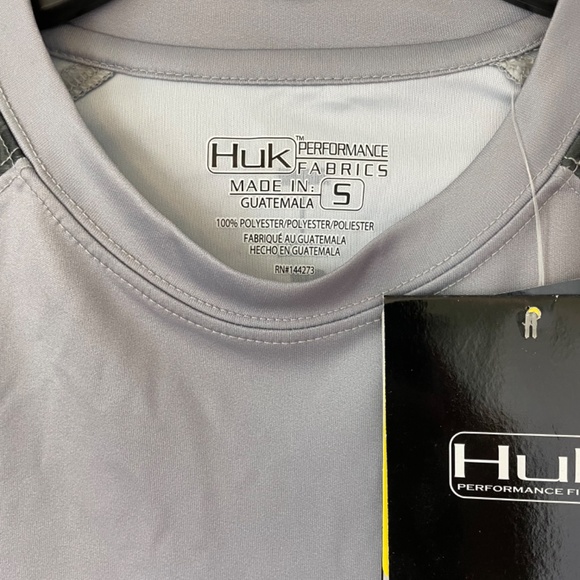 Huk™ PERFORMANCE
FABRICS
MADE IN: S
GUATEMALA
100% POLYESTER/POLYESTER/POLIESTER
FABRIQUÉ AU GUATEMALA
HECHO EN GUATEMALA
RN#144273
Huk
PERFORMANCE FI